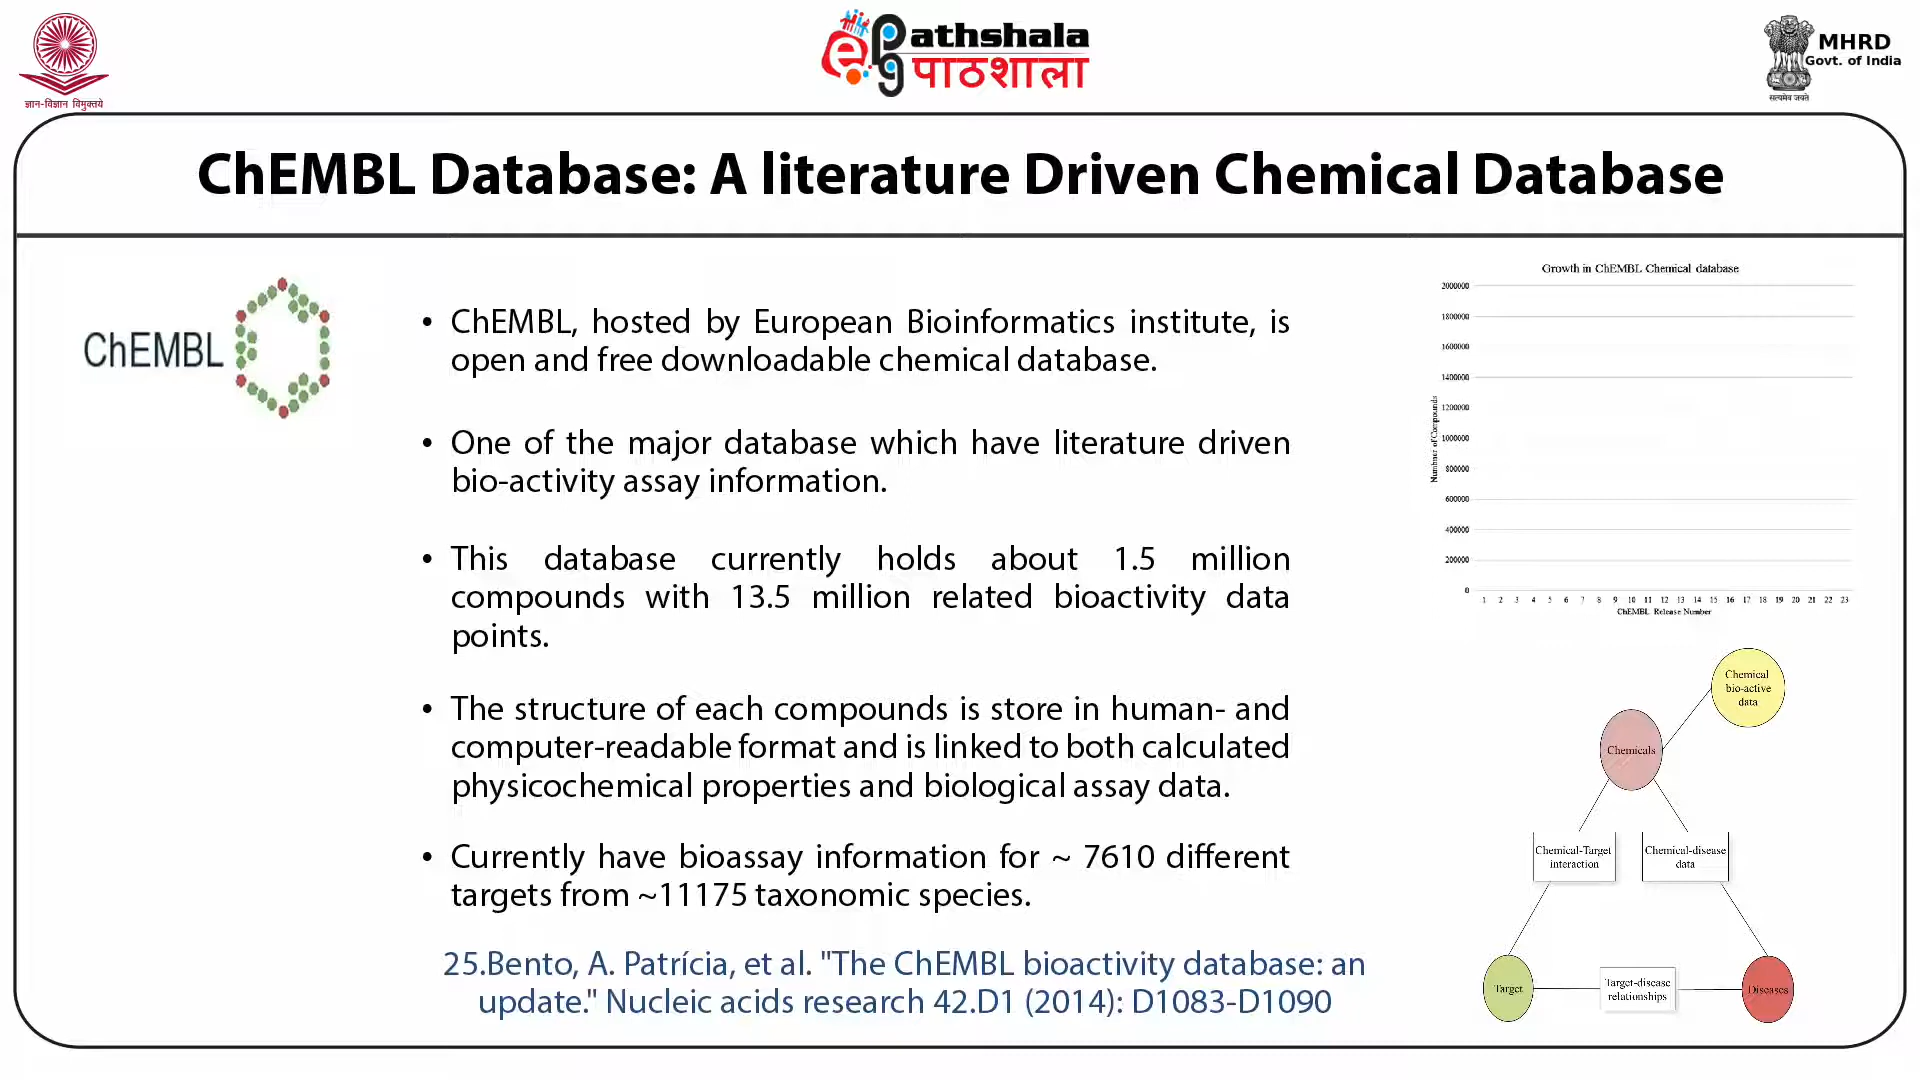 ज्ञान-विज्ञान विमुक्तये
ePathshala
पाठशाला
MHRD
Govt. of India
सत्यमेव जयते
ChEMBL Database: A literature Driven Chemical Database
ChEMBL
• ChEMBL, hosted by European Bioinformatics institute, is
open and free downloadable chemical database.
• One of the major database which have literature driven
bio-activity assay information.
• This database currently holds about 1.5 million
compounds with 13.5 million related bioactivity data
points.
• The structure of each compounds is store in human- and
computer-readable format and is linked to both calculated
physicochemical properties and biological assay data.
• Currently have bioassay information for ~ 7610 different
targets from ~11175 taxonomic species.
25.Bento, A. Patrícia, et al. "The ChEMBL bioactivity database: an
update." Nucleic acids research 42.D1 (2014): D1083-D1090
Growth in ChEMBL Chemical database
Number of Compounds
2000000
1800000
1600000
1400000
1200000
1000000
800000
600000
400000
200000
0
1 2 3 4 5 6 7 8 9 10 11 12 13 14 15 16 17 18 19 20 21 22 23
ChEMBL Release Number
Chemical
bio-active
data
Chemicals
Chemical-Target
interaction
Chemical-disease
data
Target
Target-disease
relationships
Diseases